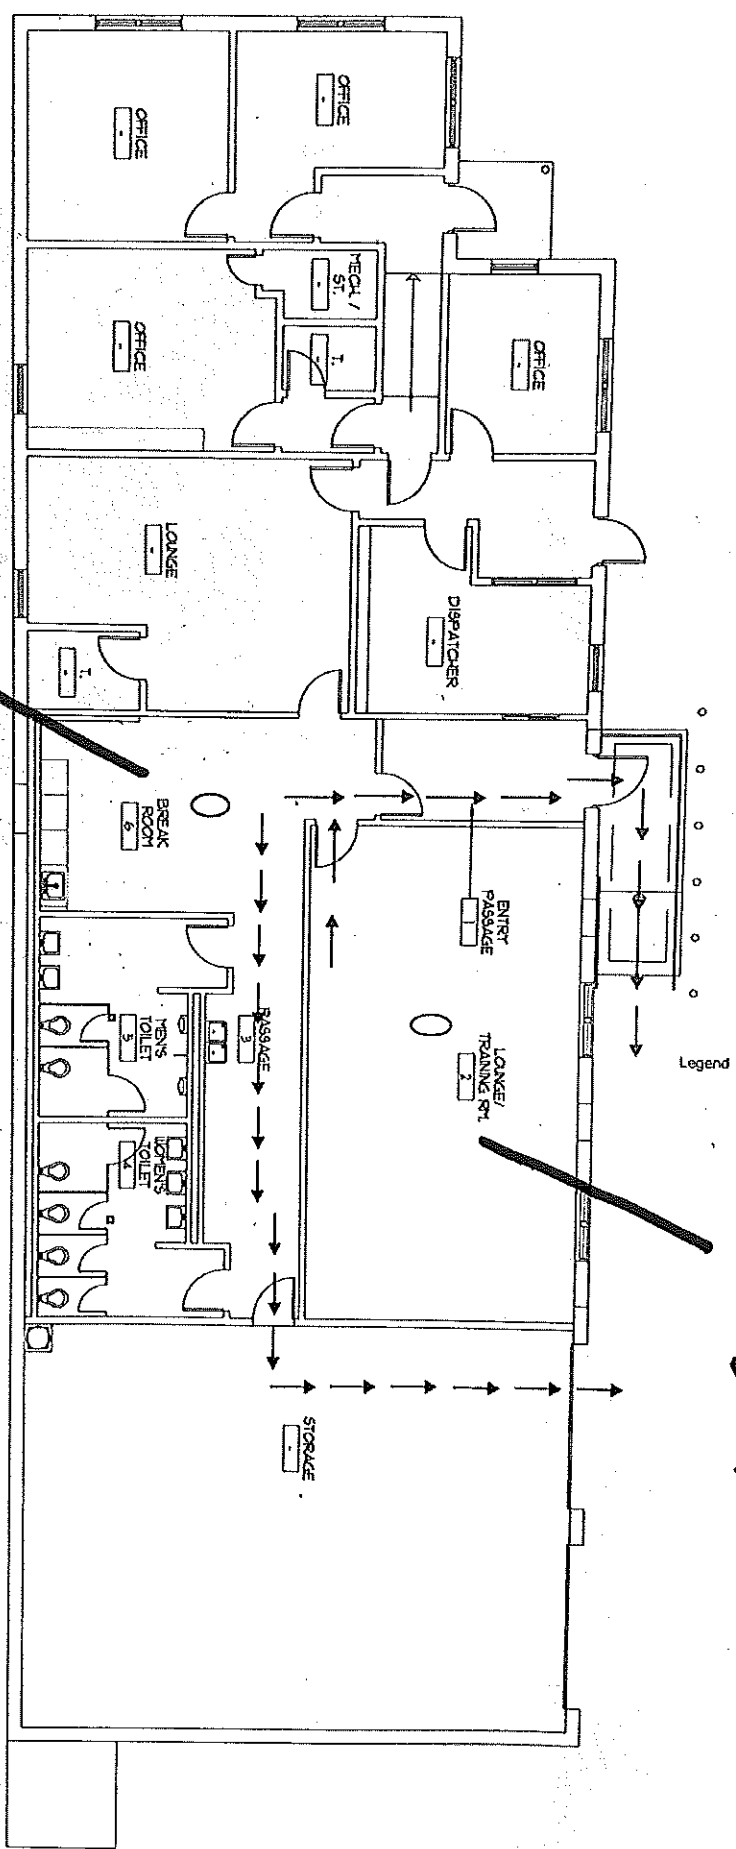 OFFICE
OFFICE
MECH /
ST.
T.
OFFICE
OFFICE
LOUNGE
T.
DISPATCHER
BREAK
ROOM
6
ENTRY
PASSAGE
PASSAGE
3
LOUNGE/
TRAINING RM.
2
MEN'S
TOILET
5
WOMEN'S
TOILET
4
STORAGE
Legend